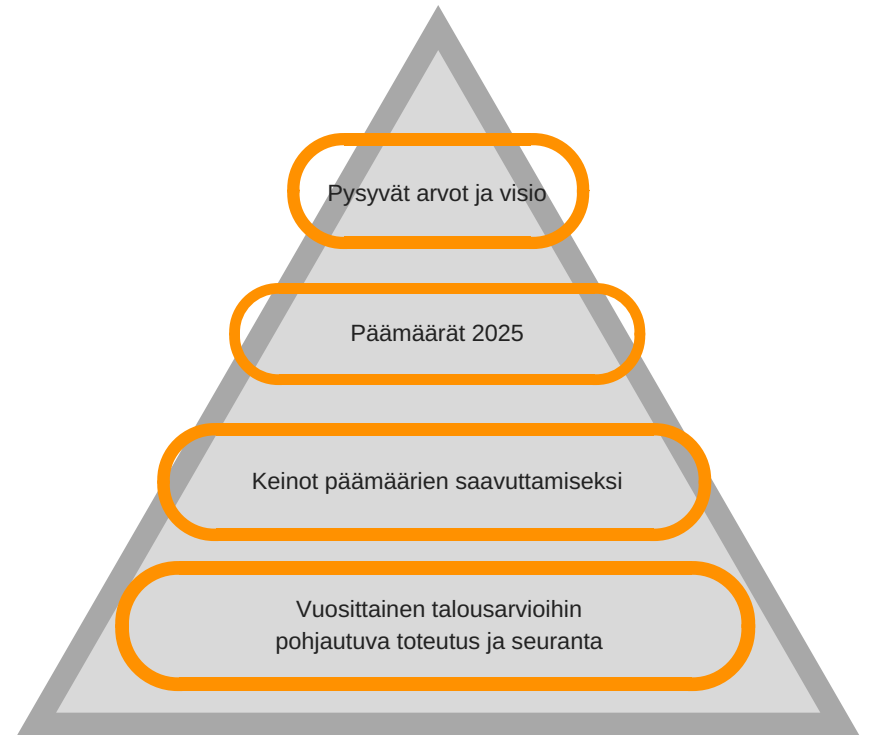 Pysyvät arvot ja visio
Päämäärät 2025
Keinot päämäärien saavuttamiseksi
Vuosittainen talousarvioihin
pohjautuva toteutus ja seuranta